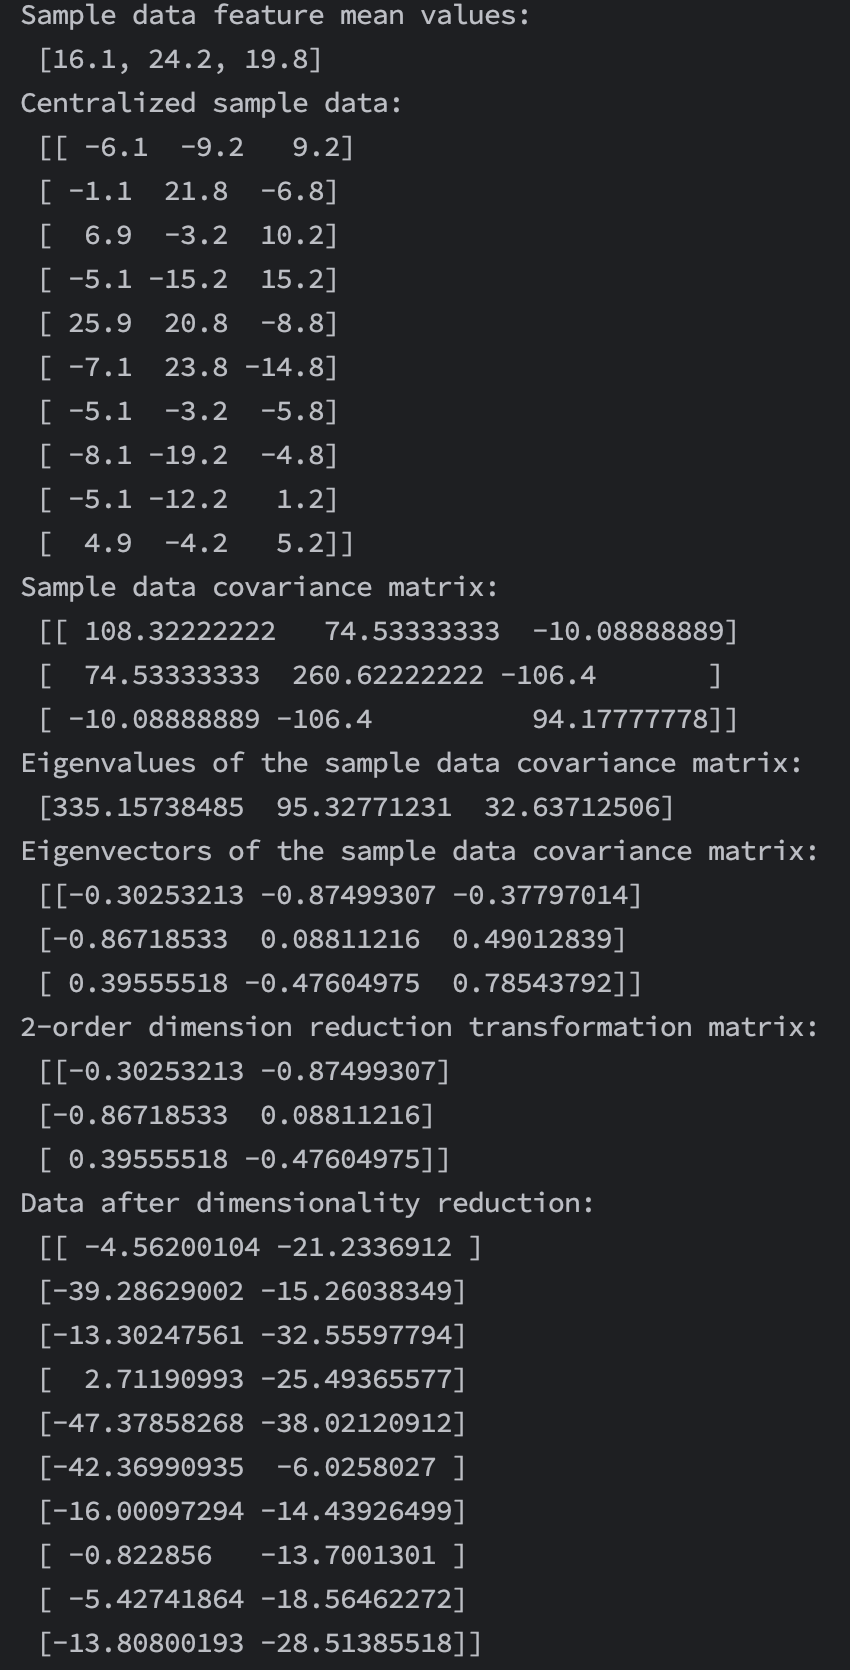 Sample data feature mean values:
[16.1, 24.2, 19.8]
Centralized sample data:
[[ -6.1  -9.2   9.2]
[ -1.1  21.8  -6.8]
[  6.9  -3.2  10.2]
[ -5.1 -15.2  15.2]
[ 25.9  20.8  -8.8]
[ -7.1  23.8 -14.8]
[ -5.1  -3.2  -5.8]
[ -8.1 -19.2  -4.8]
[ -5.1 -12.2   1.2]
[  4.9  -4.2   5.2]]
Sample data covariance matrix:
[[ 108.32222222   74.53333333  -10.08888889]
[  74.53333333  260.62222222 -106.4       ]
[ -10.08888889 -106.4          94.17777778]]
Eigenvalues of the sample data covariance matrix:
[335.15738485  95.32771231  32.63712506]
Eigenvectors of the sample data covariance matrix:
[[-0.30253213 -0.87499307 -0.37797014]
[-0.86718533  0.08811216  0.49012839]
[ 0.39555518 -0.47604975  0.78543792]]
2-order dimension reduction transformation matrix:
[[-0.30253213 -0.87499307]
[-0.86718533  0.08811216]
[ 0.39555518 -0.47604975]]
Data after dimensionality reduction:
[[ -4.56200104 -21.2336912 ]
[-39.28629002 -15.26038349]
[-13.30247561 -32.55597794]
[  2.71190993 -25.49365577]
[-47.37858268 -38.02120912]
[-42.36990935  -6.0258027 ]
[-16.00097294 -14.43926499]
[ -0.822856   -13.7001301 ]
[ -5.42741864 -18.56462272]
[-13.80800193 -28.51385518]]